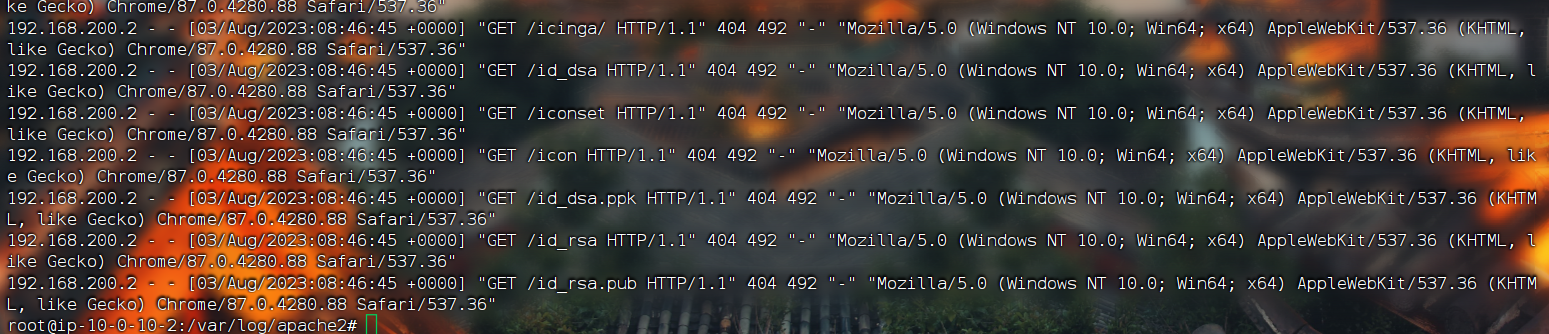 ke Gecko) Chrome/87.0.4280.88 Safari/537.36"
192.168.200.2 - - [03/Aug/2023:08:46:45 +0000] "GET /icinga/ HTTP/1.1" 404 492 "-" "Mozilla/5.0 (Windows NT 10.0; Win64; x64) AppleWebKit/537.36 (KHTML,
like Gecko) Chrome/87.0.4280.88 Safari/537.36"
192.168.200.2 - - [03/Aug/2023:08:46:45 +0000] "GET /id_dsa HTTP/1.1" 404 492 "-" "Mozilla/5.0 (Windows NT 10.0; Win64; x64) AppleWebKit/537.36 (KHTML, l
ike Gecko) Chrome/87.0.4280.88 Safari/537.36"
192.168.200.2 - - [03/Aug/2023:08:46:45 +0000] "GET /iconset HTTP/1.1" 404 492 "-" "Mozilla/5.0 (Windows NT 10.0; Win64; x64) AppleWebKit/537.36 (KHTML,
like Gecko) Chrome/87.0.4280.88 Safari/537.36"
192.168.200.2 - - [03/Aug/2023:08:46:45 +0000] "GET /icon HTTP/1.1" 404 492 "-" "Mozilla/5.0 (Windows NT 10.0; Win64; x64) AppleWebKit/537.36 (KHTML, lik
e Gecko) Chrome/87.0.4280.88 Safari/537.36"
192.168.200.2 - - [03/Aug/2023:08:46:45 +0000] "GET /id_dsa.ppk HTTP/1.1" 404 492 "-" "Mozilla/5.0 (Windows NT 10.0; Win64; x64) AppleWebKit/537.36 (KHTM
L, like Gecko) Chrome/87.0.4280.88 Safari/537.36"
192.168.200.2 - - [03/Aug/2023:08:46:45 +0000] "GET /id_rsa HTTP/1.1" 404 492 "-" "Mozilla/5.0 (Windows NT 10.0; Win64; x64) AppleWebKit/537.36 (KHTML, l
ike Gecko) Chrome/87.0.4280.88 Safari/537.36"
192.168.200.2 - - [03/Aug/2023:08:46:45 +0000] "GET /id_rsa.pub HTTP/1.1" 404 492 "-" "Mozilla/5.0 (Windows NT 10.0; Win64; x64) AppleWebKit/537.36 (KHTM
L, like Gecko) Chrome/87.0.4280.88 Safari/537.36"
root@ip-10-0-10-2:/var/log/apache2#